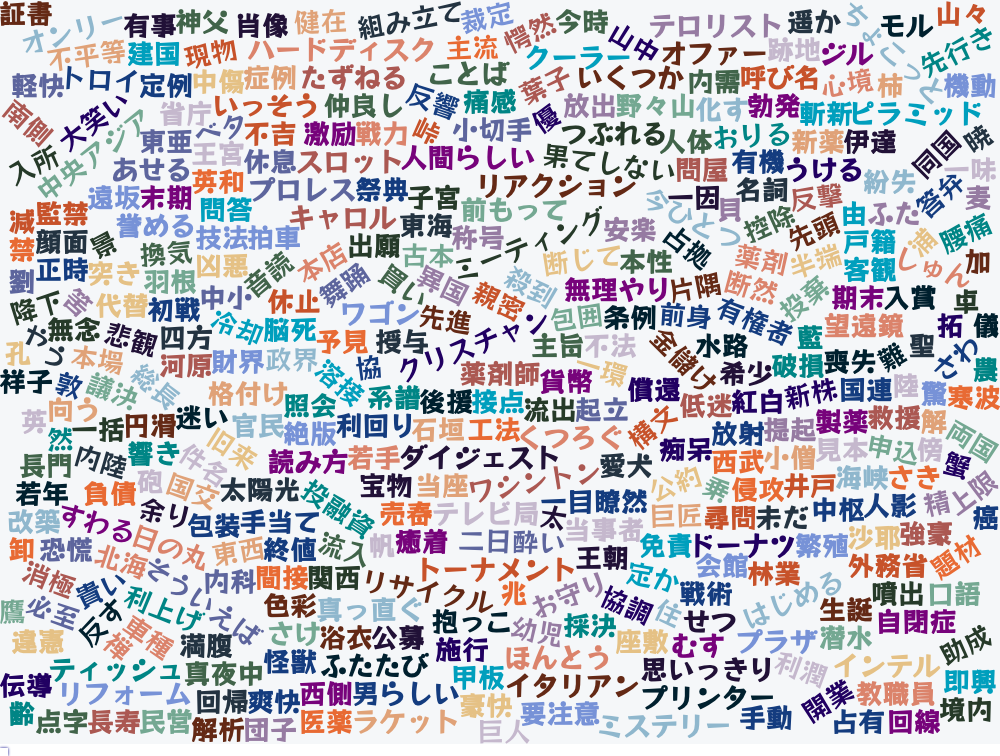 証書 オンリー 有事 神父 肖像 健在 組み立て 裁定 愕然 今時 山中 テロリスト 遥か モル 山々
不平等 建国 現物 ハードディスク 主流 クーラー オファー 跡地 ジル 先行き
軽快 トロイ 定例 中傷 症例 たずねる ことば 葉子 いくつか 内需 呼び名 心境 柿 機動
南側 大笑い 省庁 いっそう 仲良し 反響 痛感 優 放出 野々山 化す 勃発 斬新 ピラミッド
中央アジア 東亜 ベタ 不吉 激励 戦力 峠 小切手 つぶれる 人体 おりる 新薬 伊達 同国 暁
入所 あせる 王宮 休息 スロット 人間らしい 果てしない 問屋 有機 うける 一味
遠坂 末期 英和 プロレス 祭典 子宮 リアクション 一因 名詞 反撃 紛失 答弁 麦
減 監禁 誉める 問答 キャロル 東海 前もって 貝 控除 先頭 由 ふた
禁 顔面 景 換気 技法 拍車 出願 古本 称号 ミーティング 安楽 占拠 戸籍 浦 腰痛
劉 正時 突き 羽根 凶悪 音読 本店 舞踊 買い 異国 親密 殺到 断じて 本性 薬剤 半端 客観 しゅん 加
降下 等 代替 初戦 中小 休止 ワゴン 先進 無理やり 片隅 断然 投棄 期末 入賞 卓
無念 悲観 四方 冷却 脳死 予見 授与 クリスチャン 包囲 条例 前身 有権者 藍 望遠鏡 拓 儀
孔 本場 河原 財界 政界 協 主旨 不法 金儲け 水路 破損 喪失 難 聖 さわ 農
祥子 敦 議決 総長 格付け 溶接 系譜 薬剤師 貨幣 一環 償還 希少 紅白 新株 国連 陸 驚 寒波
英 向う 一括 円滑 迷い 官民 照会 後援 接点 流出 起立 横文 低迷 製薬 救援 解
然 響き 旧来 絶版 利回り 石垣 工法 くつろぐ 放射 提起 見本 申込 傍 両国
長門 内陸 件名 読み方 若手 ダイジェスト 愛犬 痴呆 西武 小僧 蟹
若年 負債 砲 国交 太陽光 投融資 宝物 当座 ワシントン 公約 乗 侵攻 井戸 海峡 さき 精 上限
改築 すわる 余り 包装 手当て 売春 テレビ局 太 一目瞭然 巨匠 尋問 未だ 中枢 人影 癌
卸 恐慌 北海 日の丸 東西 終値 流入 帆 癒着 二日酔い 当事者 王朝 免責 ドーナツ 繁殖 沙耶 強豪
消極 貴い そういえば 内科 間接 関西 リサイクル トーナメント 兆 お守り 定か 会館 林業 外務省 題材
鷹 必至 反す 利上げ 色彩 真っ直ぐ 抱っこ 協調 住 戦術 はじめる 生誕 噴出 口語
違憲 襖 車種 満腹 さけ 浴衣 公募 施行 幼児 採決 座敷 せつ むす プラザ 潜水 自閉症 助成
ティッシュ 真夜中 怪獣 ふたたび 甲板 ほんとう 思いっきり 利潤 インテル 即興
伝導 リフォーム 回帰 爽快 西側 男らしい 豪快 イタリアン プリンター 開業 教職員 境内
齢 点字 長寿 民営 解析 団子 医薬 ラケット 巨人 要注意 ミステリー 手動 占有 回線